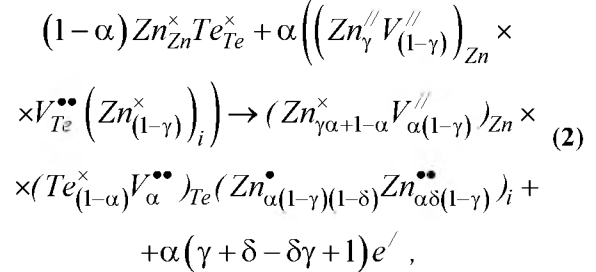 (1−α) Zn^×_{Zn} Te^×_{Te} + α((Zn^{//}_γ V^{//}_{(1−γ)})_{Zn} ×
×V^{••}_{Te} (Zn^×_{(1−γ)})_i) → (Zn^×_{γα+1−α} V^{//}_{α(1−γ)})_{Zn} × (2)
×(Te^×_{(1−α)} V^{••}_α)_{Te} (Zn^•_{α(1−γ)(1−δ)} Zn^{••}_{αδ(1−γ)})_i +
+α(γ + δ − δγ + 1) e^/ ,